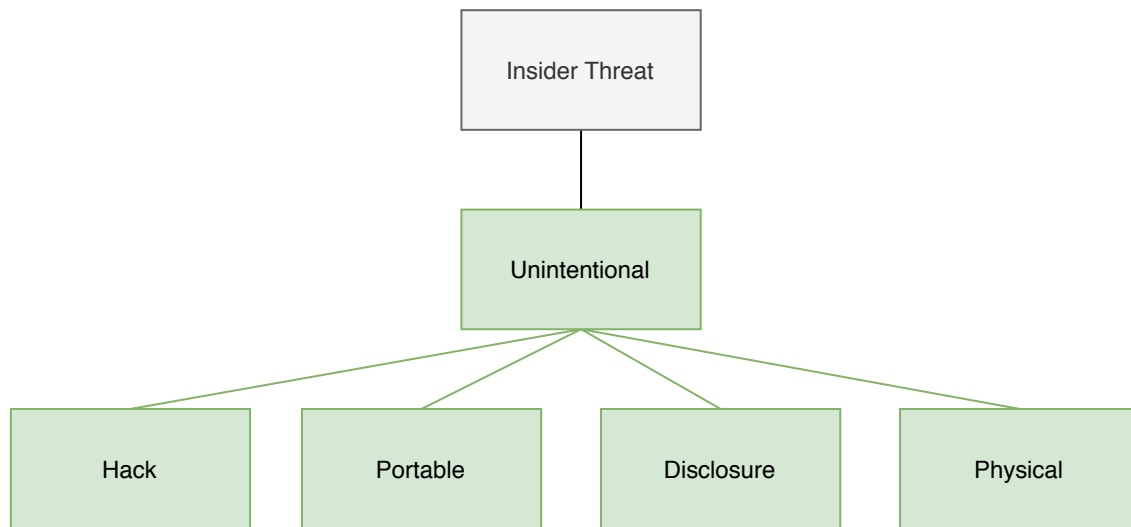 Insider Threat
Unintentional
Hack
Portable
Disclosure
Physical